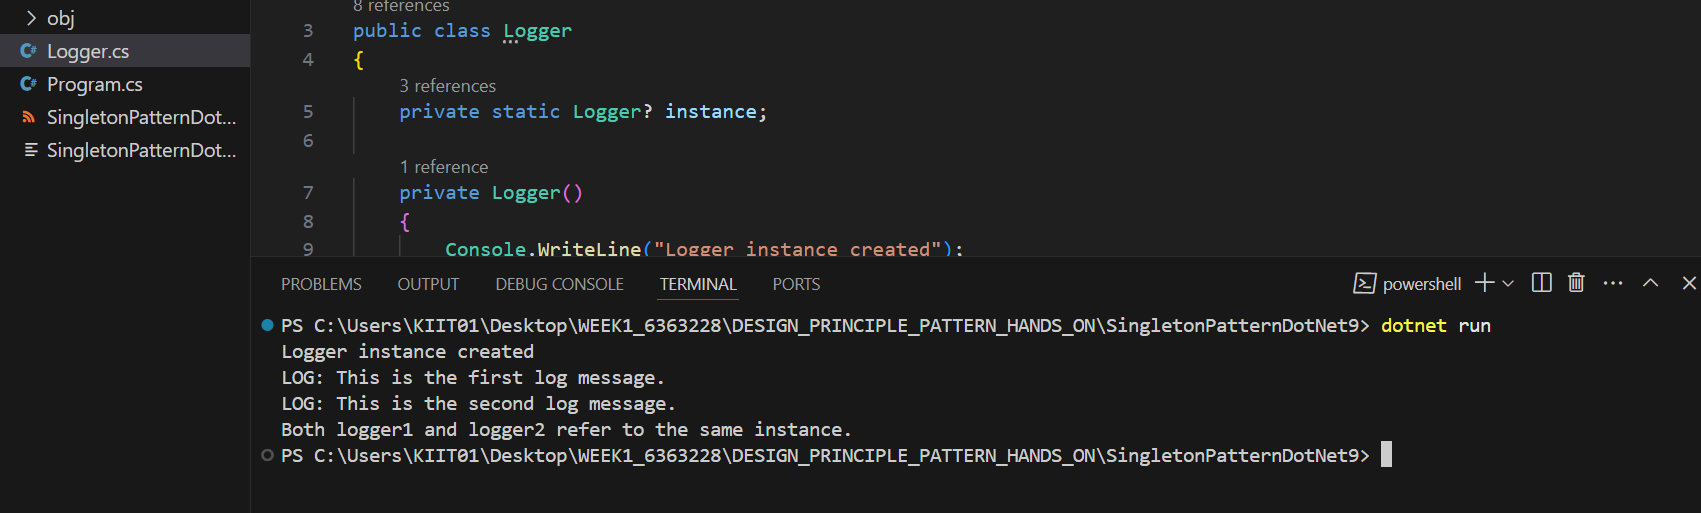 obj
Logger.cs
Program.cs
SingletonPatternDot...
SingletonPatternDot...
8 references
3 public class Logger
4 {
3 references
5 private static Logger? instance;
6
1 reference
7 private Logger()
8 {
9 Console.WriteLine("Logger instance created");
PROBLEMS OUTPUT DEBUG CONSOLE TERMINAL PORTS powershell
PS C:\Users\KIIT01\Desktop\WEEK1_6363228\DESIGN_PRINCIPLE_PATTERN_HANDS_ON\SingletonPatternDotNet9> dotnet run
Logger instance created
LOG: This is the first log message.
LOG: This is the second log message.
Both logger1 and logger2 refer to the same instance.
PS C:\Users\KIIT01\Desktop\WEEK1_6363228\DESIGN_PRINCIPLE_PATTERN_HANDS_ON\SingletonPatternDotNet9>